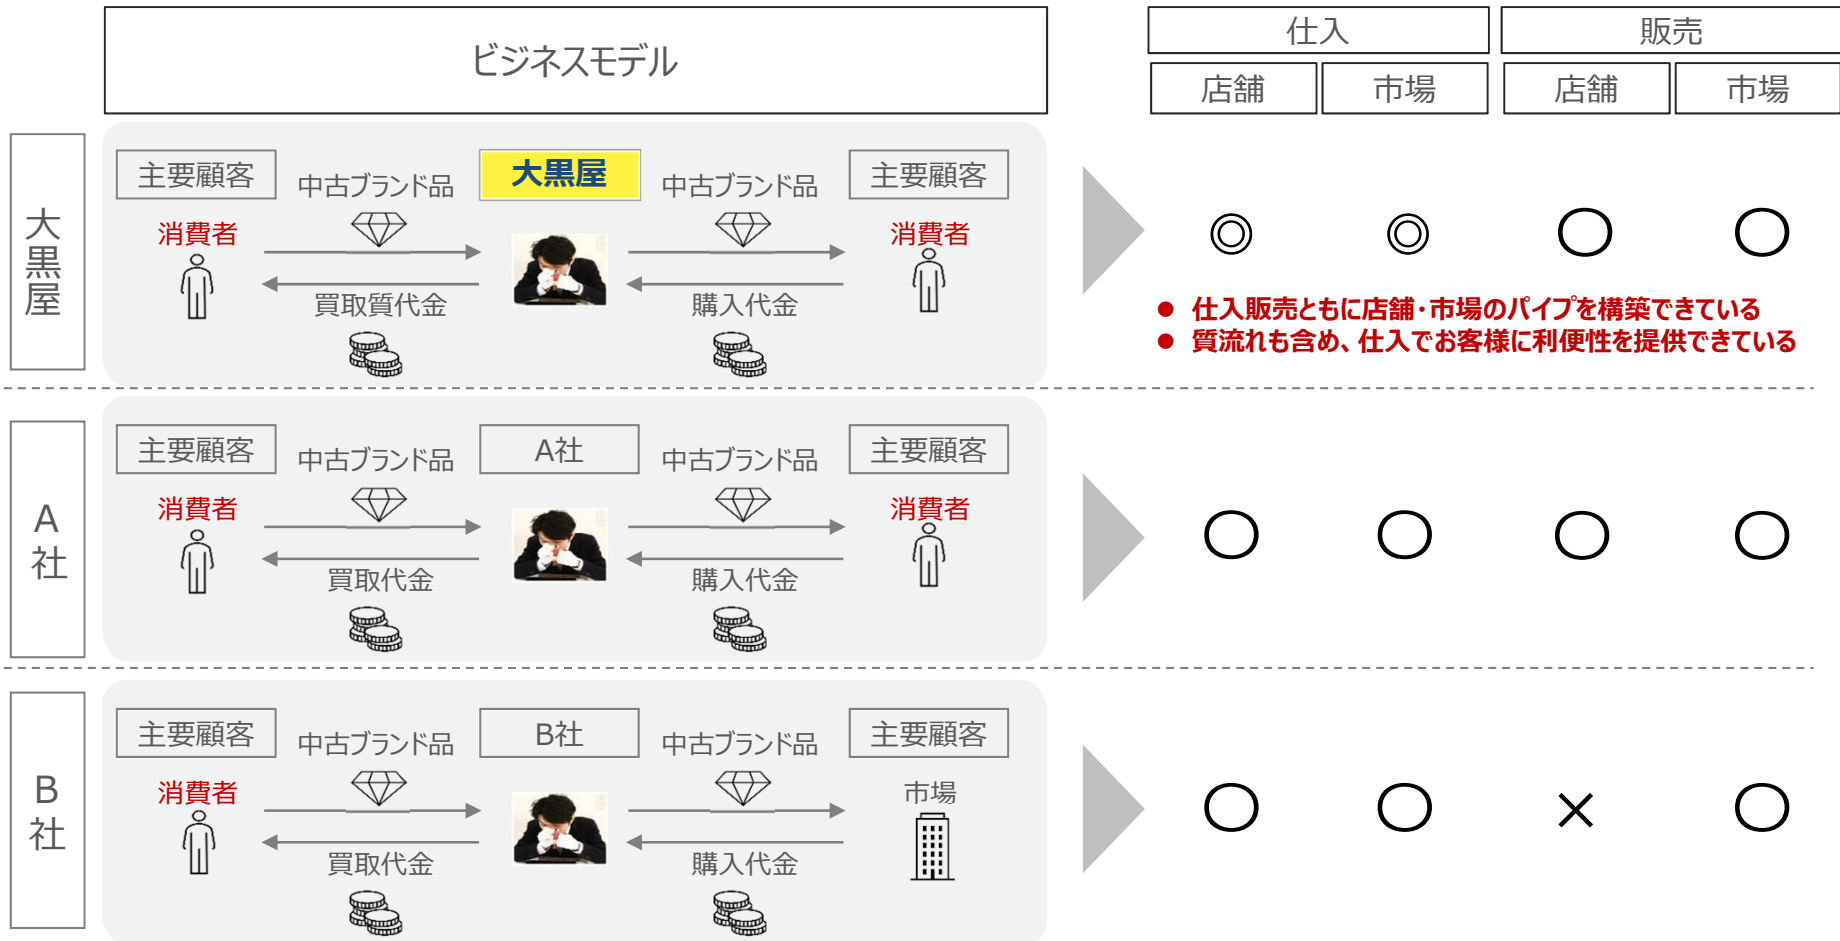 ビジネスモデル
仕入
販売
店舗
市場
店舗
市場
大黒屋
主要顧客
中古ブランド品
大黒屋
中古ブランド品
主要顧客
消費者
消費者
買取質代金
購入代金
◎
◎
○
○
● 仕入販売ともに店舗・市場のパイプを構築できている
● 質流れも含め、仕入でお客様に利便性を提供できている
A社
主要顧客
中古ブランド品
A社
中古ブランド品
主要顧客
消費者
消費者
買取代金
購入代金
○
○
○
○
B社
主要顧客
中古ブランド品
B社
中古ブランド品
主要顧客
消費者
市場
買取代金
購入代金
○
○
×
○